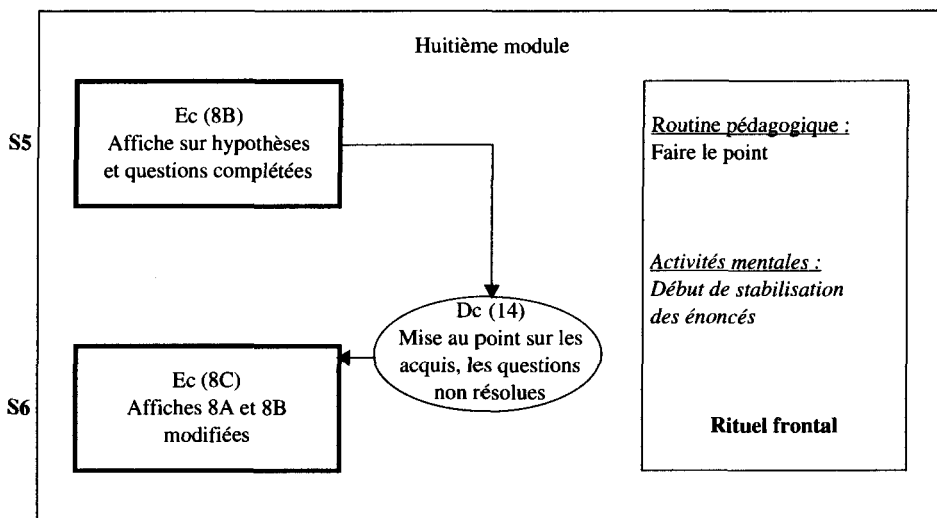 Huitième module
S5
Ec (8B)
Affiche sur hypothèses
et questions complétées
Routine pédagogique :
Faire le point
Activités mentales :
Début de stabilisation
des énoncés
Dc (14)
Mise au point sur les
acquis, les questions
non résolues
S6
Ec (8C)
Affiches 8A et 8B
modifiées
Rituel frontal